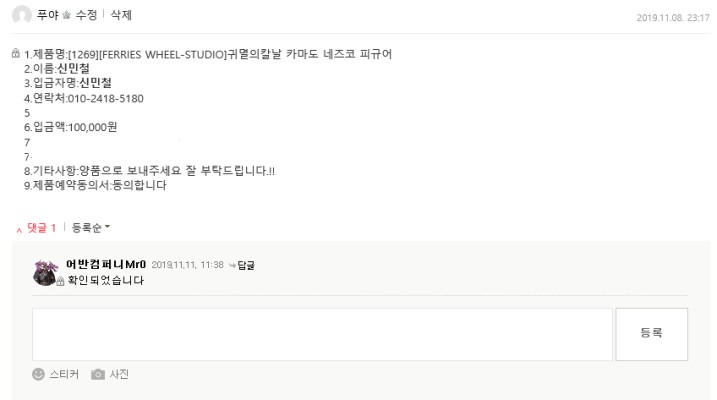 푸야 수정 | 삭제
2019.11.08. 23:17
1.제품명:[1269][FERRIES WHEEL-STUDIO]귀멸의칼날 카마도 네즈코 피규어
2.이름:신민철
3.입금자명:신민철
4.연락처:010-2418-5180
5
6.입금액:100,000원
7
7·
8.기타사항:양품으로 보내주세요 잘 부탁드립니다.!!
9.제품예약동의서:동의합니다
댓글 1 | 등록순
어반컴퍼니Mr0 2019.11.11. 11:38 답글
확인되었습니다
등록
스티커 사진